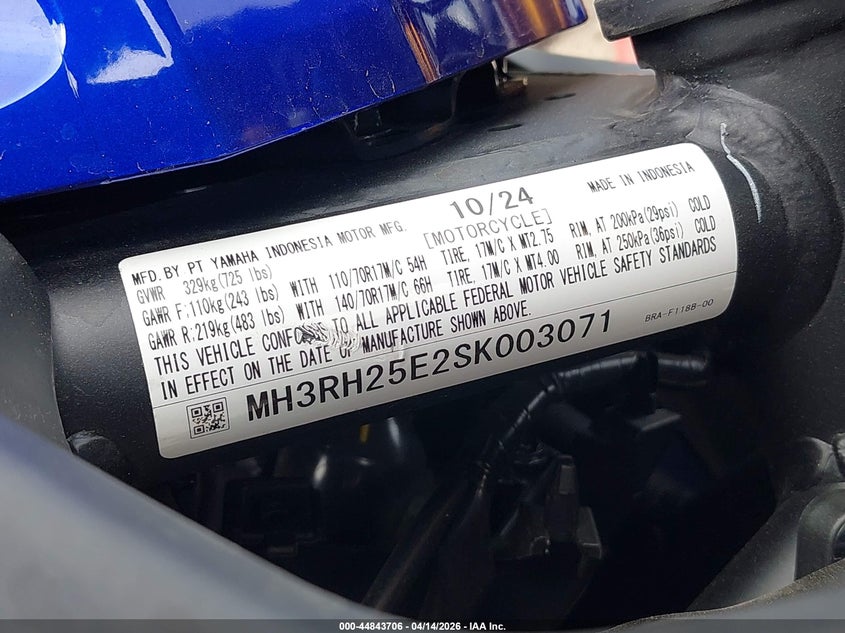 MFD. BY PT YAMAHA INDONESIA MOTOR MFG. 10/24 MADE IN INDONESIA
GVWR 329kg(725 lbs) [MOTORCYCLE]
GAWR F:110kg(243 lbs) WITH 110/70R17M/C 54H TIRE, 17M/C X MT2.75 RIM, AT 200kPa(29psi) COLD
GAWR R:219kg(483 lbs) WITH 140/70R17M/C 66H TIRE, 17M/C X MT4.00 RIM, AT 250kPa(36psi) COLD
THIS VEHICLE TO ALL APPLICABLE FEDERAL MOTOR VEHICLE SAFETY STANDARDS
IN EFFECT ON THE DATE OF MANUFACTURE SHOWN ABOVE.
BRA-F118B-00
MH3RH25E2SK003071
000-44843706 - 04/14/2026 - IAA Inc.